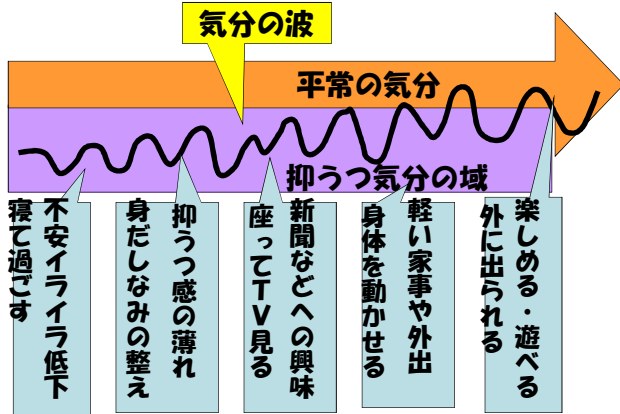 気分の波
平常の気分
抑うつ気分の域
不安イライラ低下
寝て過ごす
抑うつ感の薄れ
身だしなみの整え
新聞などへの興味
座ってTV見る
軽い家事や外出
身体を動かせる
楽しめる・遊べる
外に出られる